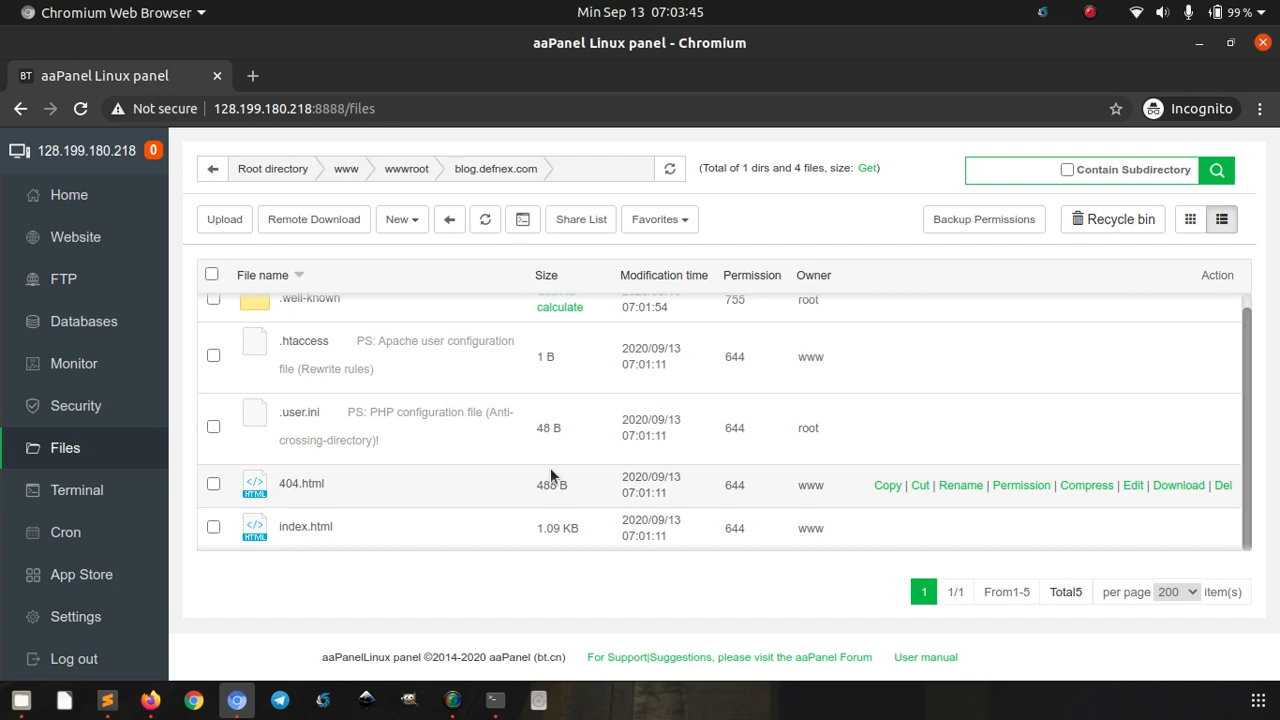 Chromium Web Browser
Min Sep 13 07:03:45
99 %
aaPanel Linux panel - Chromium
BT aaPanel Linux panel
Not secure 128.199.180.218:8888/files
Incognito
128.199.180.218 0
Home
Website
FTP
Databases
Monitor
Security
Files
Terminal
Cron
App Store
Settings
Log out
Root directory www wwwroot blog.defnex.com (Total of 1 dirs and 4 files, size: Get)
Contain Subdirectory
Upload Remote Download New Share List Favorites Backup Permissions Recycle bin
File name Size Modification time Permission Owner Action
.well-known calculate 07:01:54 755 root
.htaccess PS: Apache user configuration
file (Rewrite rules)
1 B 2020/09/13
07:01:11
644 www
.user.ini PS: PHP configuration file (Anti-
crossing-directory)!
48 B 2020/09/13
07:01:11
644 root
HTML 404.html 488 B 2020/09/13
07:01:11
644 www Copy | Cut | Rename | Permission | Compress | Edit | Download | Del
HTML index.html 1.09 KB 2020/09/13
07:01:11
644 www
1 1/1 From1-5 Total5 per page 200 item(s)
aaPanelLinux panel ©2014-2020 aaPanel (bt.cn) For Support|Suggestions, please visit the aaPanel Forum User manual